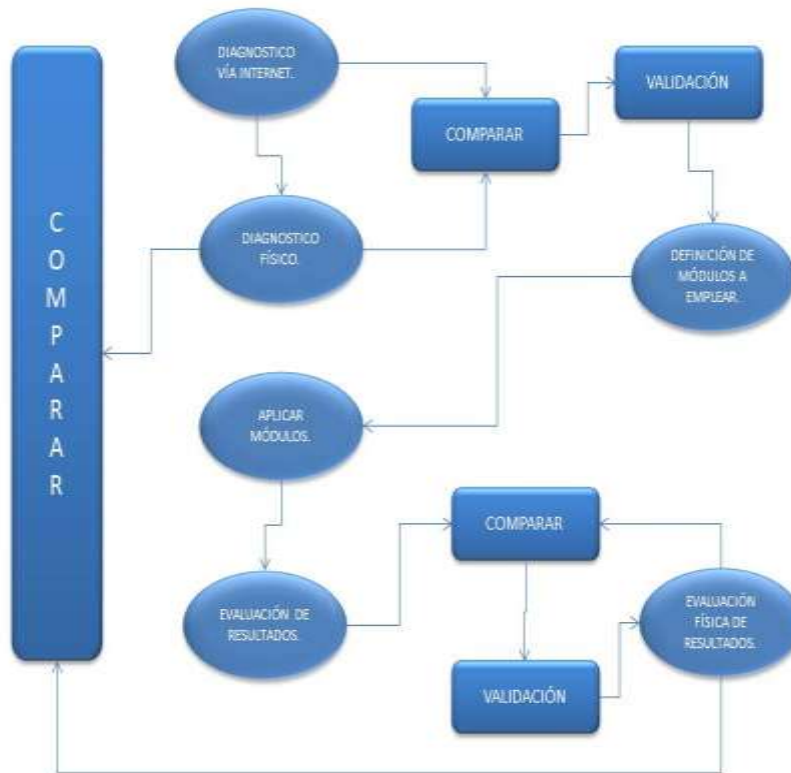 DIAGNOSTICO
VÍA INTERNET.
VALIDACIÓN
COMPARAR
DIAGNOSTICO
FÍSICO.
DEFINICIÓN DE
MÓDULOS A
EMPLEAR.
C
O
M
P
A
R
A
R
APLICAR
MÓDULOS.
COMPARAR
EVALUACIÓN DE
RESULTADOS.
EVALUACIÓN
FÍSICA DE
RESULTADOS.
VALIDACIÓN